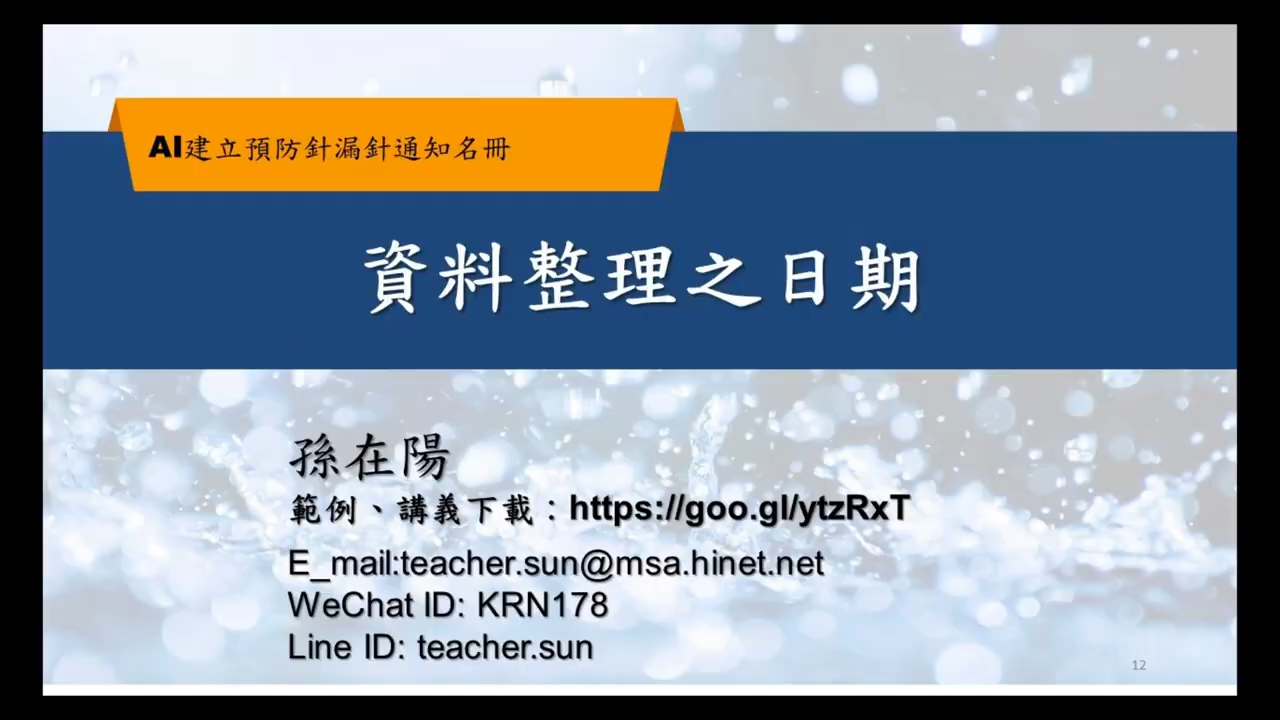 AI建立預防針漏針通知名冊
資料整理之日期
孫在陽
範例、講義下載：https://goo.gl/ytzRxT
E_mail:teacher.sun@msa.hinet.net
WeChat ID: KRN178
Line ID: teacher.sun
12